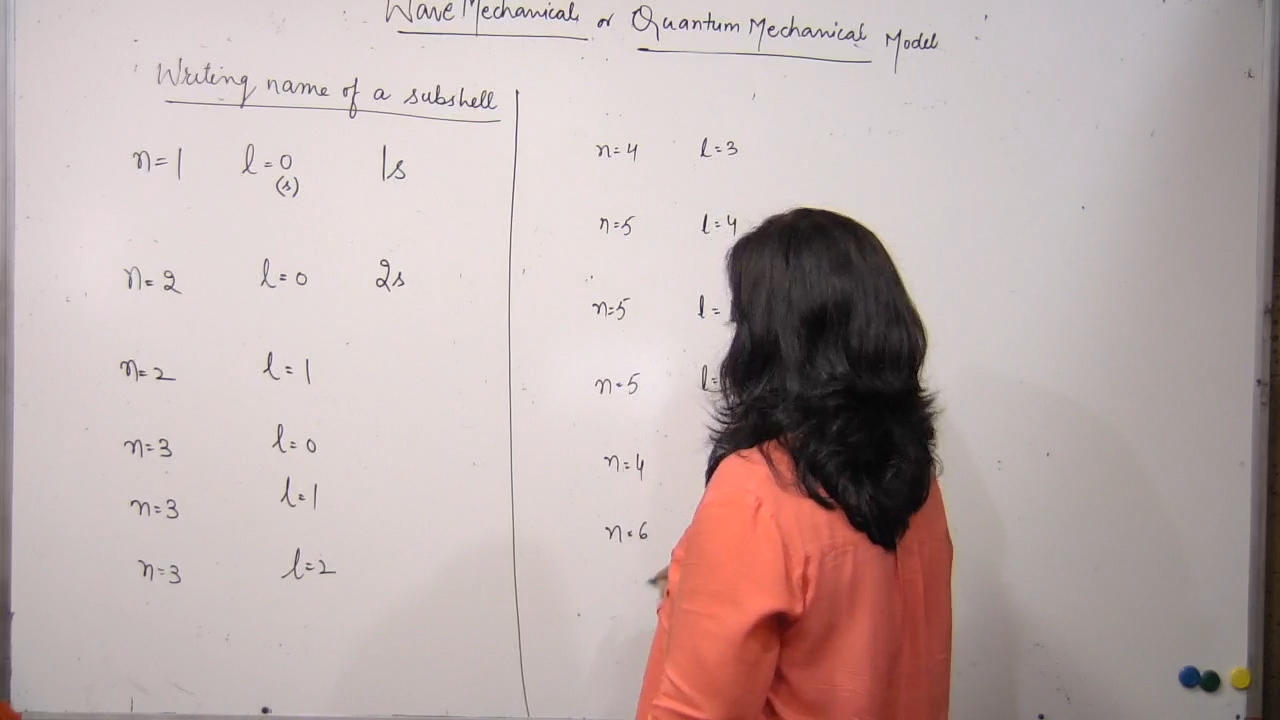 Wave Mechanical or Quantum Mechanical Model
Writing name of a subshell
n=1 l=0 1s
(s)
n=2 l=0 2s
n=2 l=1
n=3 l=0
n=3 l=1
n=3 l=2
n=4 l=3
n=5 l=4
n=5 l=
n=5 l=
n=4
n=6